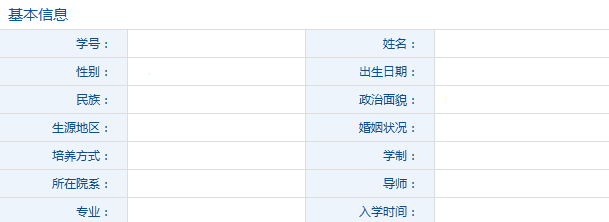 基本信息
学号： 姓名：
性别： 出生日期：
民族： 政治面貌：
生源地区： 婚姻状况：
培养方式： 学制：
所在院系： 导师：
专业： 入学时间：